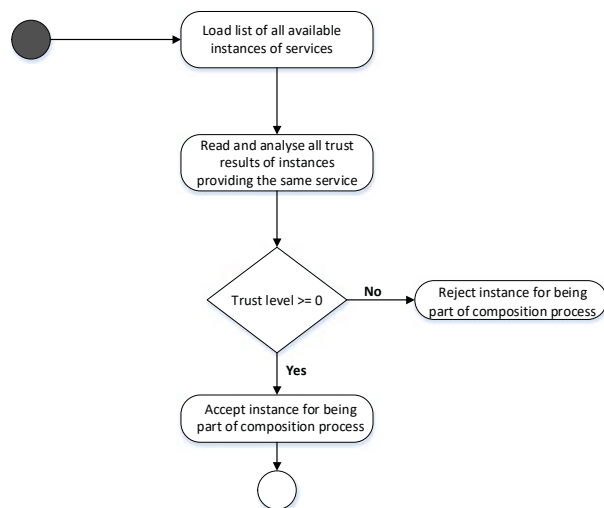 Load list of all available
instances of services
Read and analyse all trust
results of instances
providing the same service
Trust level >= 0
No
Reject instance for being
part of composition process
Yes
Accept instance for being
part of composition process